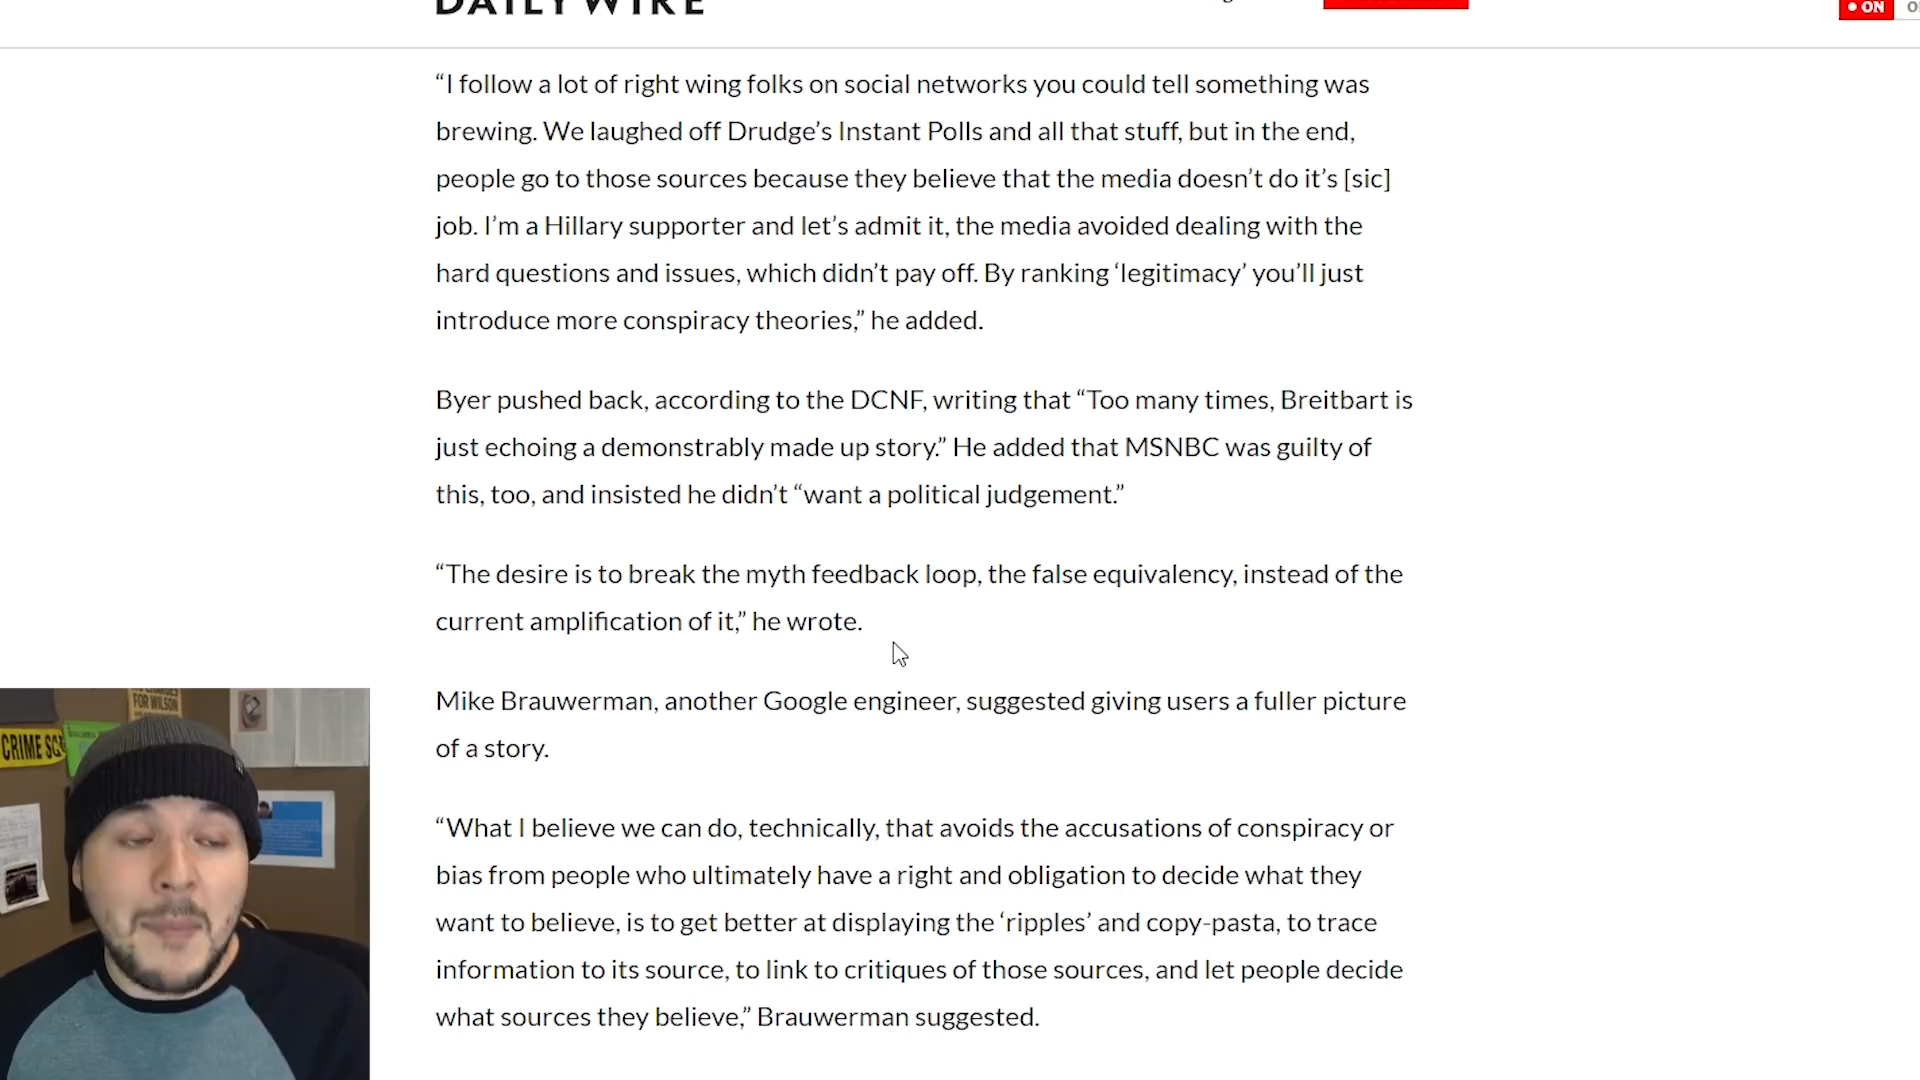 DAILY WIRE
ON
“I follow a lot of right wing folks on social networks you could tell something was
brewing. We laughed off Drudge’s Instant Polls and all that stuff, but in the end,
people go to those sources because they believe that the media doesn’t do it’s [sic]
job. I’m a Hillary supporter and let’s admit it, the media avoided dealing with the
hard questions and issues, which didn’t pay off. By ranking ‘legitimacy’ you’ll just
introduce more conspiracy theories,” he added.
Byer pushed back, according to the DCNF, writing that “Too many times, Breitbart is
just echoing a demonstrably made up story.” He added that MSNBC was guilty of
this, too, and insisted he didn’t “want a political judgement.”
“The desire is to break the myth feedback loop, the false equivalency, instead of the
current amplification of it,” he wrote.
Mike Brauwerman, another Google engineer, suggested giving users a fuller picture
of a story.
“What I believe we can do, technically, that avoids the accusations of conspiracy or
bias from people who ultimately have a right and obligation to decide what they
want to believe, is to get better at displaying the ‘ripples’ and copy-pasta, to trace
information to its source, to link to critiques of those sources, and let people decide
what sources they believe,” Brauwerman suggested.
FOR WILSON
CRIME SC